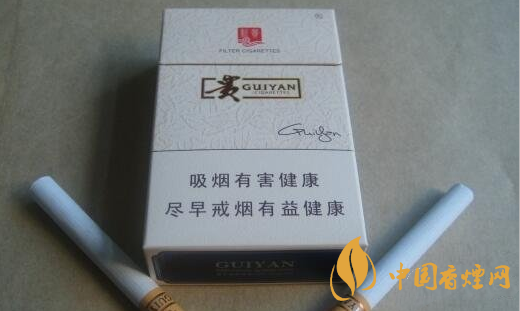 FILTER CIGARETTES
贵 GUIYAN
CIGARETTES
GuiYan
吸烟有害健康
尽早戒烟有益健康
GUIYAN
中国香烟网